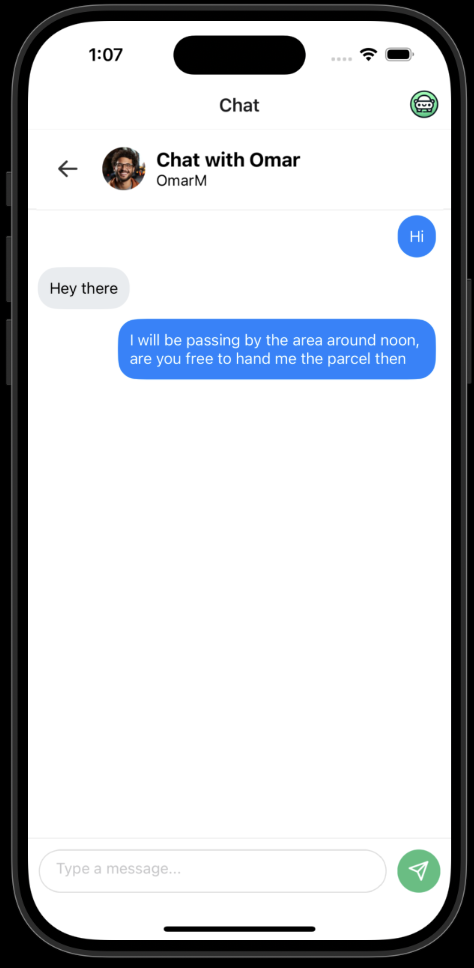 1:07
Chat
Chat with Omar
OmarM
Hi
Hey there
I will be passing by the area around noon,
are you free to hand me the parcel then
Type a message...